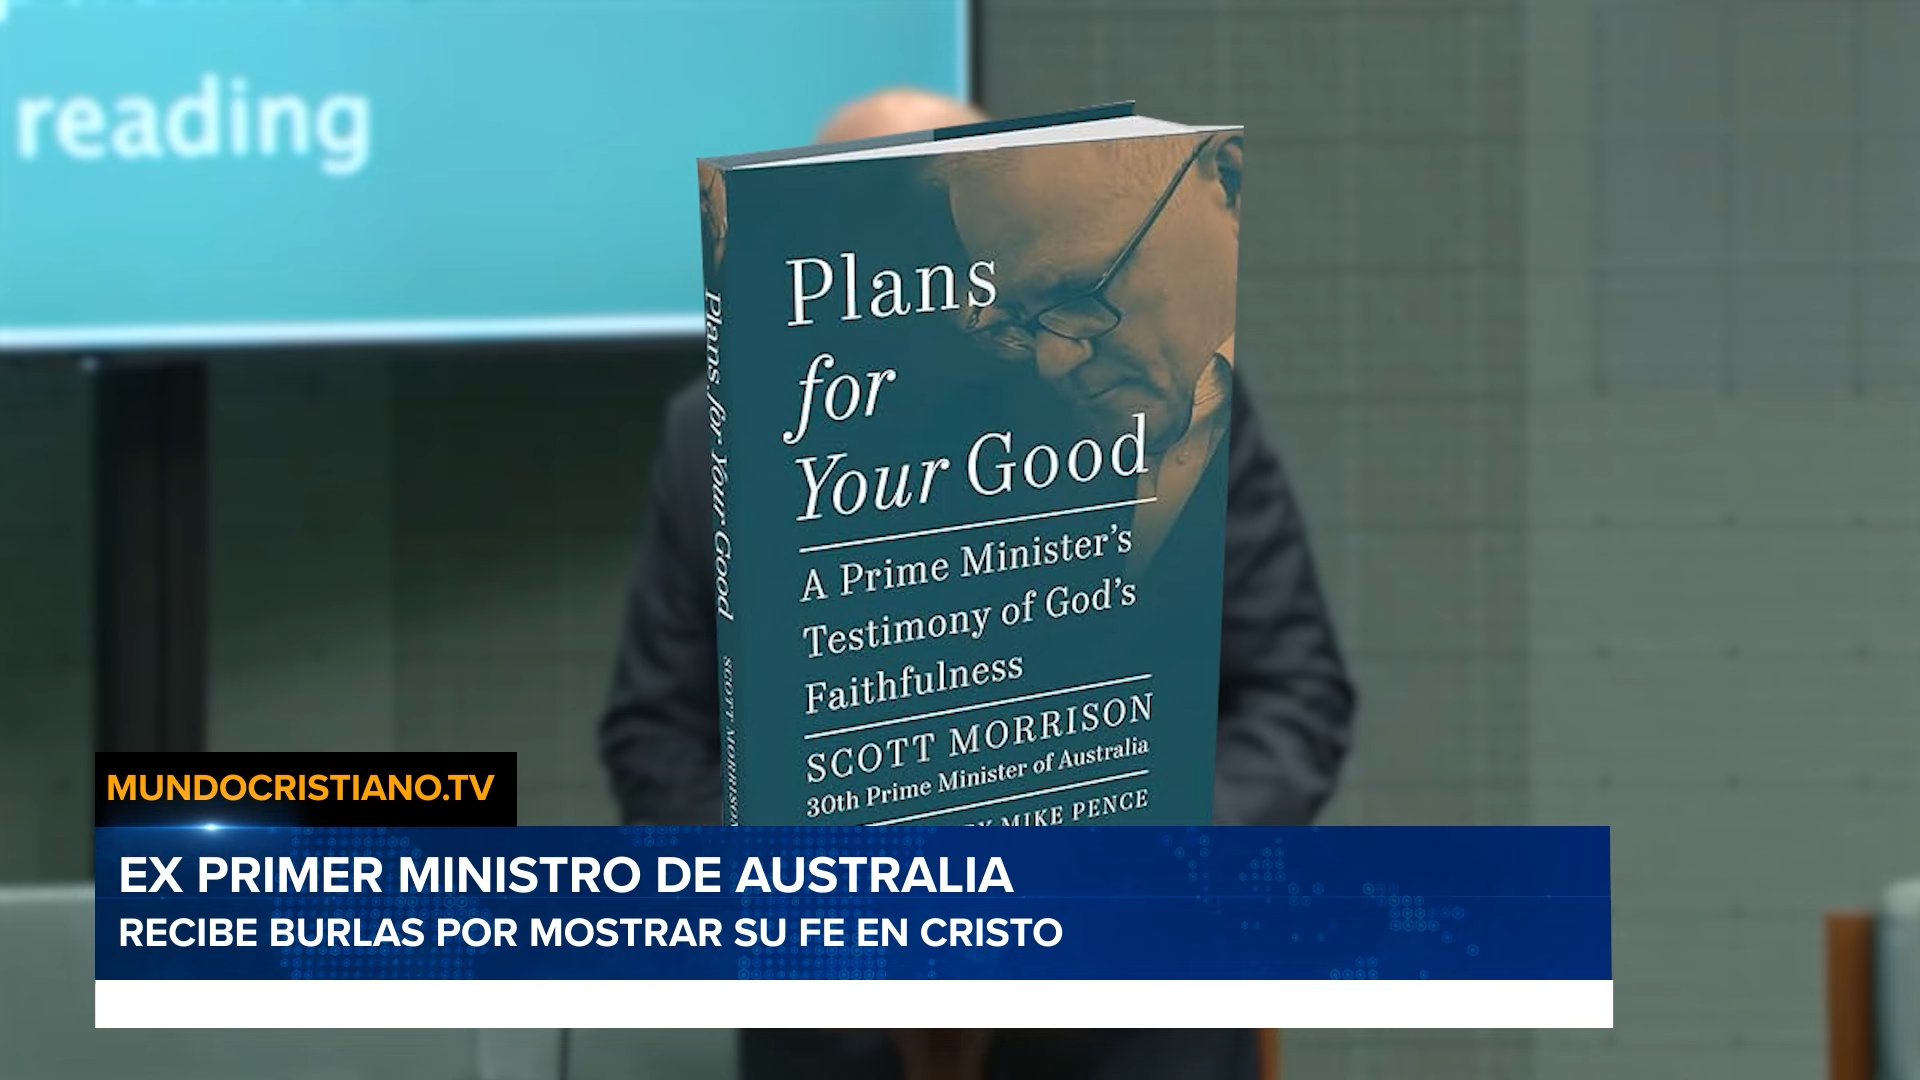 reading
Plans
for
Your Good
A Prime Minister's
Testimony of God's
Faithfulness
SCOTT MORRISON
30th Prime Minister of Australia
MIKE PENCE
Plans for Your Good
SCOTT MORRISON
MUNDOCRISTIANO.TV
EX PRIMER MINISTRO DE AUSTRALIA
RECIBE BURLAS POR MOSTRAR SU FE EN CRISTO